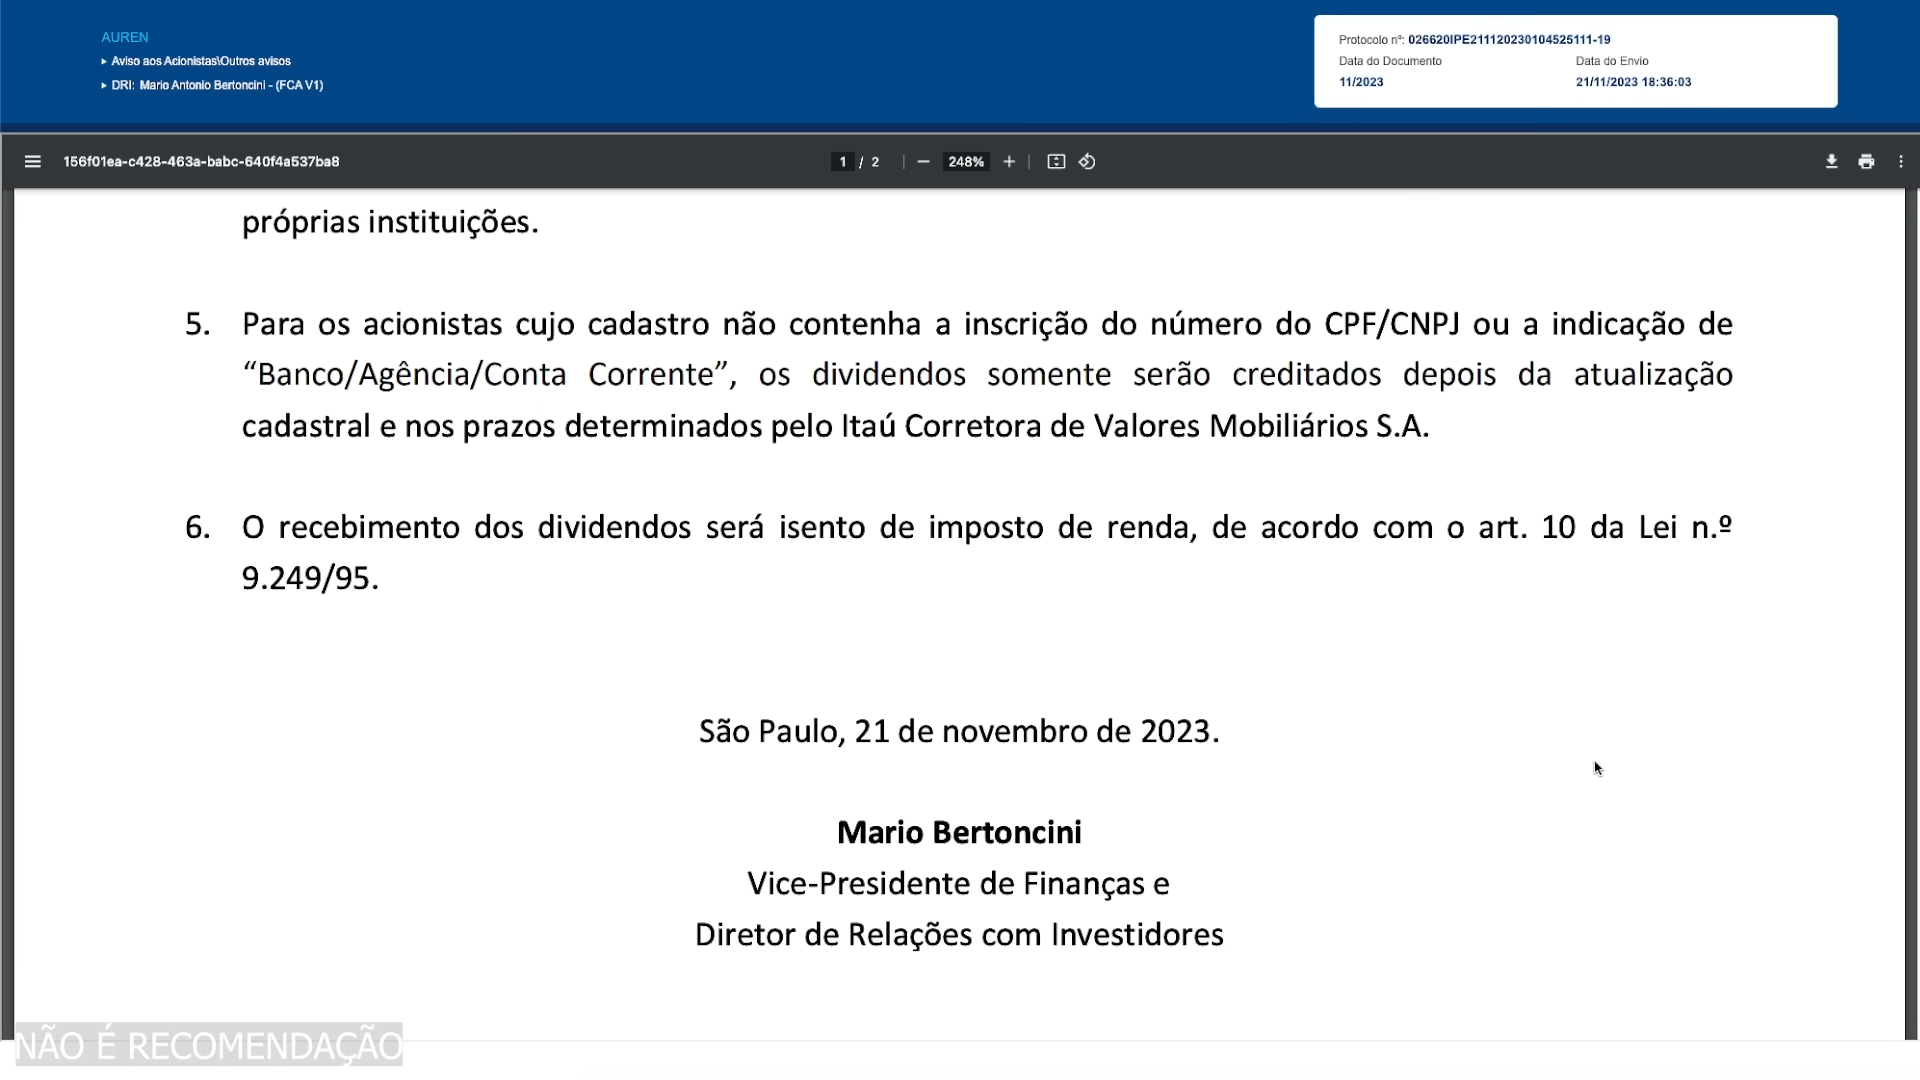 AUREN
Aviso aos Acionistas\Outros avisos
DRI: Mario Antonio Bertoncini - (FCA V1)
Protocolo nº: 026620IPE211120230104525111-19
Data do Documento Data do Envio
11/2023 21/11/2023 18:36:03
156f01ea-c428-463a-babc-640f4a537ba8 1 / 2 248%
próprias instituições.
5. Para os acionistas cujo cadastro não contenha a inscrição do número do CPF/CNPJ ou a indicação de
“Banco/Agência/Conta Corrente”, os dividendos somente serão creditados depois da atualização
cadastral e nos prazos determinados pelo Itaú Corretora de Valores Mobiliários S.A.
6. O recebimento dos dividendos será isento de imposto de renda, de acordo com o art. 10 da Lei n.º
9.249/95.
São Paulo, 21 de novembro de 2023.
Mario Bertoncini
Vice-Presidente de Finanças e
Diretor de Relações com Investidores
NÃO É RECOMENDAÇÃO